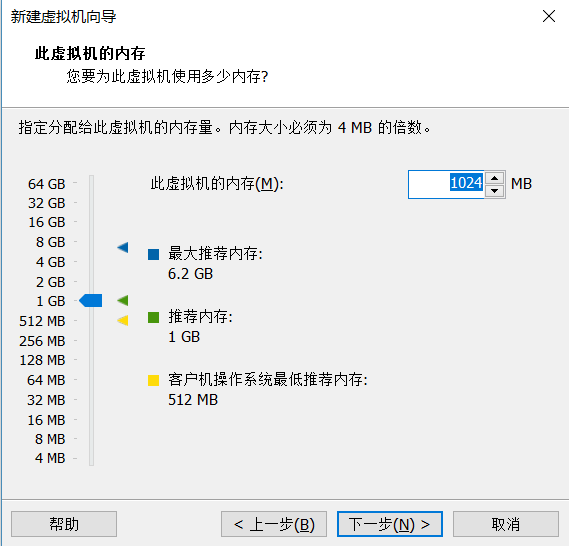 新建虚拟机向导
此虚拟机的内存
您要为此虚拟机使用多少内存?
指定分配给此虚拟机的内存量。内存大小必须为 4 MB 的倍数。
64 GB
32 GB
16 GB
8 GB
4 GB
2 GB
1 GB
512 MB
256 MB
128 MB
64 MB
32 MB
16 MB
8 MB
4 MB
此虚拟机的内存(M): 1024 MB
最大推荐内存:
6.2 GB
推荐内存:
1 GB
客户机操作系统最低推荐内存:
512 MB
帮助 < 上一步(B) 下一步(N) > 取消